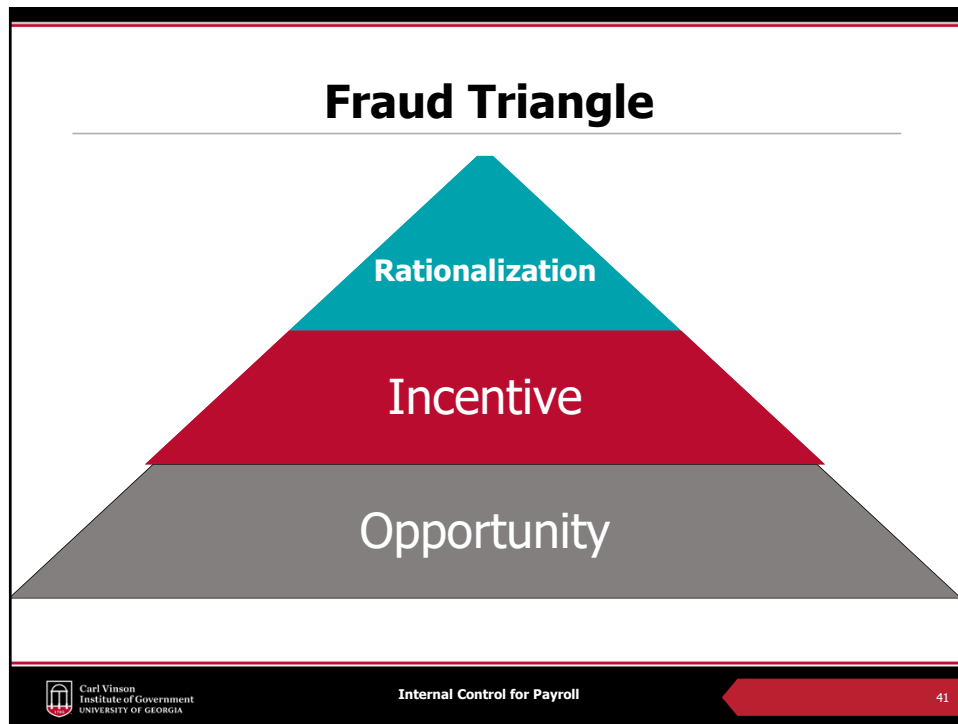 Fraud Triangle
Rationalization
Incentive
Opportunity
Carl Vinson
Institute of Government
UNIVERSITY OF GEORGIA
Internal Control for Payroll
41